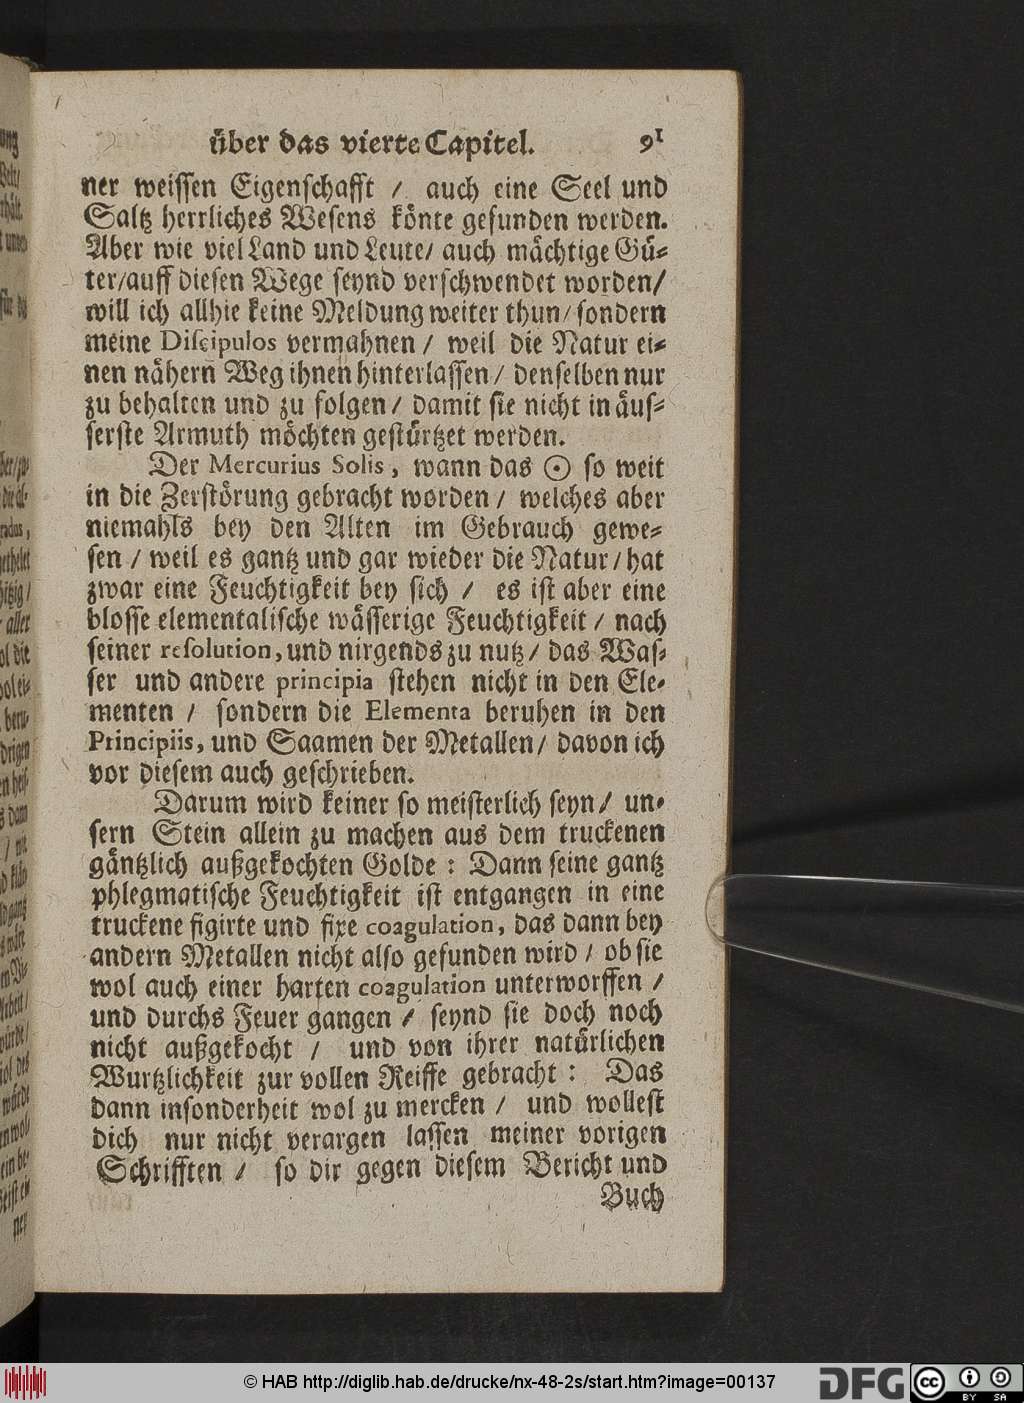 über das vierte Capitel. 91
ner weissen Eigenschafft / auch eine Seel und
Saltz herrliches Wesens könte gefunden werden.
Aber wie viel Land und Leute/ auch mächtige Gü-
ter/auff diesen Wege seynd verschwendet worden/
will ich allhie keine Meldung weiter thun/ sondern
meine Discipulos vermahnen / weil die Natur ei-
nen nähern Weg ihnen hinterlassen / denselben nur
zu behalten und zu folgen / damit sie nicht in äus-
serste Armuth möchten gestürtzet werden.
Der Mercurius Solis, wann das ☉ so weit
in die Zerstörung gebracht worden / welches aber
niemahls bey den Alten im Gebrauch gewe-
sen / weil es gantz und gar wieder die Natur / hat
zwar eine Feuchtigkeit bey sich / es ist aber eine
blosse elementalische wässerige Feuchtigkeit / nach
seiner resolution, und nirgends zu nutz / das Was-
ser und andere principia stehen nicht in den Ele-
menten / sondern die Elementa beruhen in den
Principiis, und Saamen der Metallen / davon ich
vor diesem auch geschrieben.
Darum wird keiner so meisterlich seyn / un-
sern Stein allein zu machen aus dem truckenen
gäntzlich außgekochten Golde : Dann seine gantz
phlegmatische Feuchtigkeit ist entgangen in eine
truckene figirte und fixe coagulation, das dann bey
andern Metallen nicht also gefunden wird / ob sie
wol auch einer harten coagulation unterworffen /
und durchs Feuer gangen / seynd sie doch noch
nicht außgekocht / und von ihrer natürlichen
Wurtzlichkeit zur vollen Reiffe gebracht : Das
dann insonderheit wol zu mercken / und wollest
dich nur nicht verargen lassen meiner vorigen
Schrifften / so dir gegen diesem Bericht und
Buch
© HAB http://diglib.hab.de/drucke/nx-48-2s/start.htm?image=00137
DFG
cc BY SA